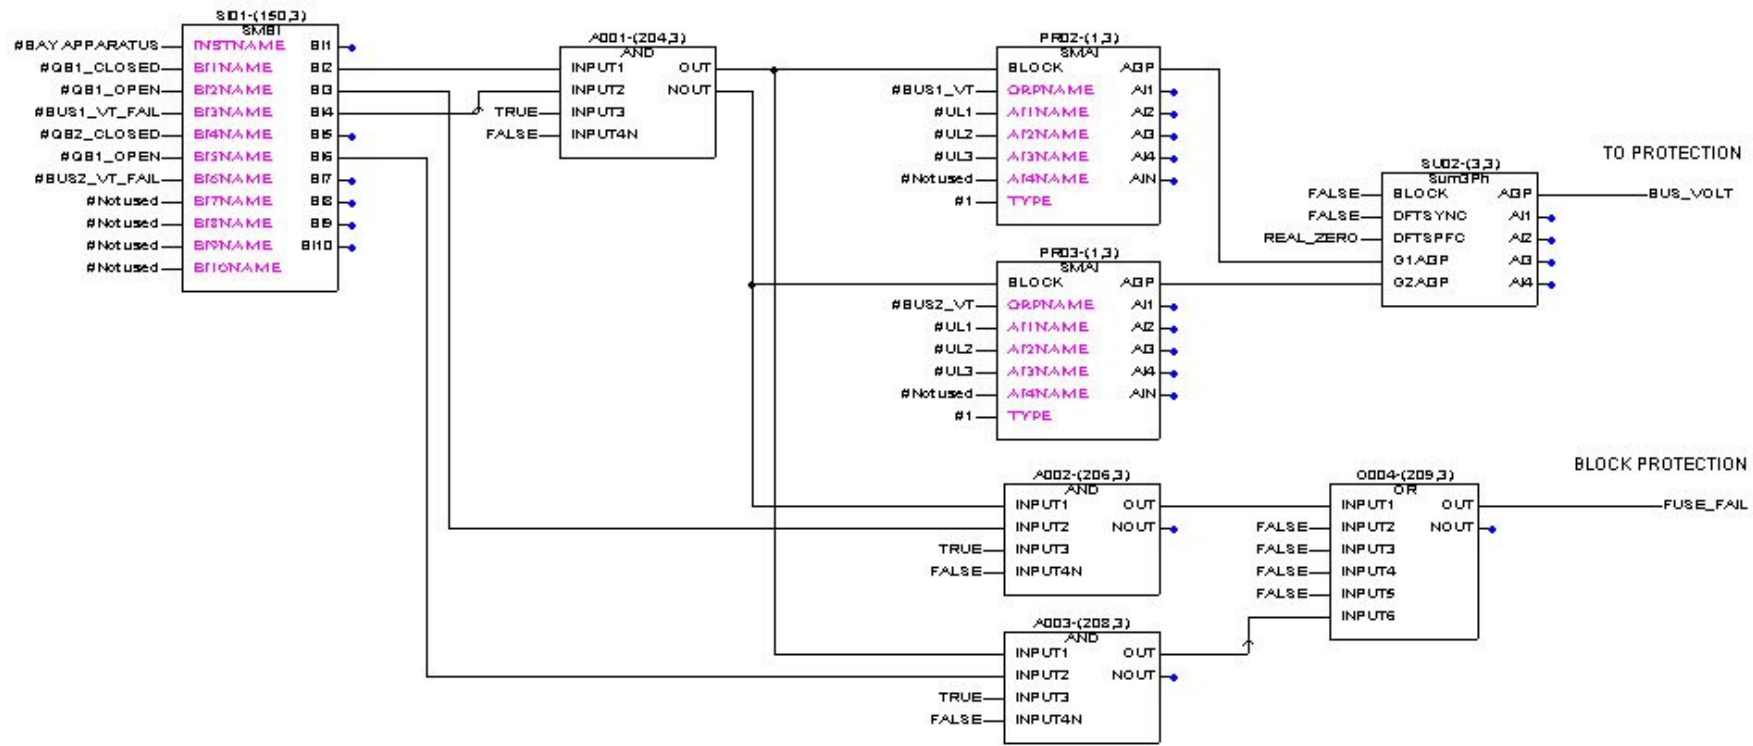 SI01-(150,3)
SMBI
#BAY APPARATUS INSTNAME BI1
#QB1_CLOSED BI1NAME BI2
#QB1_OPEN BI2NAME BI3
#BUS1_VT_FAIL BI3NAME BI4
#QB2_CLOSED BI4NAME BI5
#QB1_OPEN BI5NAME BI6
#BUS2_VT_FAIL BI6NAME BI7
#Not used BI7NAME BI8
#Not used BI8NAME BI9
#Not used BI9NAME BI10
#Not used BI10NAME
A001-(204,3)
AND
INPUT1 OUT
INPUT2 NOUT
TRUE INPUT3
FALSE INPUT4N
PR02-(1,3)
SMAI
BLOCK AI3P
#BUS1_VT GRPNAME AI1
#UL1 AI1NAME AI2
#UL2 AI2NAME AI3
#UL3 AI3NAME AI4
#Not used AI4NAME AIN
#1 TYPE
PR03-(1,3)
SMAI
BLOCK AI3P
#BUS2_VT GRPNAME AI1
#UL1 AI1NAME AI2
#UL2 AI2NAME AI3
#UL3 AI3NAME AI4
#Not used AI4NAME AIN
#1 TYPE
TO PROTECTION
SU02-(3,3)
Sum3Ph
FALSE BLOCK AI3P BUS_VOLT
FALSE DFTSYNC AI1
REAL_ZERO DFTSPFC AI2
G1AI3P AI3
G2AI3P AI4
A002-(206,3)
AND
INPUT1 OUT
INPUT2 NOUT
TRUE INPUT3
FALSE INPUT4N
A003-(208,3)
AND
INPUT1 OUT
INPUT2 NOUT
TRUE INPUT3
FALSE INPUT4N
BLOCK PROTECTION
O004-(209,3)
OR
INPUT1 OUT FUSE_FAIL
FALSE INPUT2 NOUT
FALSE INPUT3
FALSE INPUT4
FALSE INPUT5
INPUT6